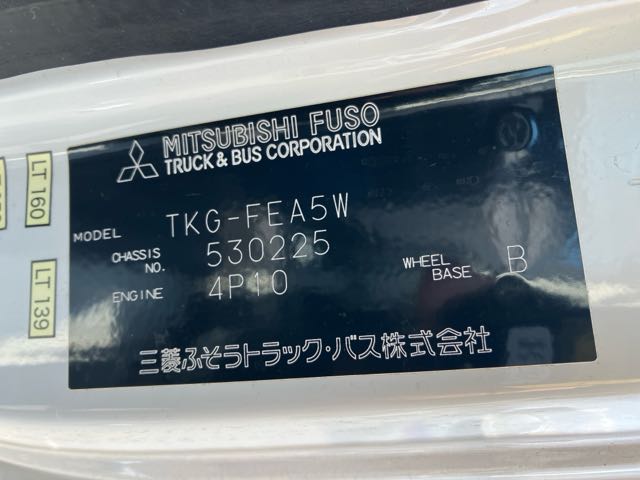 MITSUBISHI FUSO
TRUCK & BUS CORPORATION
MODEL TKG-FEA5W
CHASSIS NO. 530225
ENGINE 4P10
WHEEL BASE B
三菱ふそうトラック・バス株式会社
LT 160
LT 139